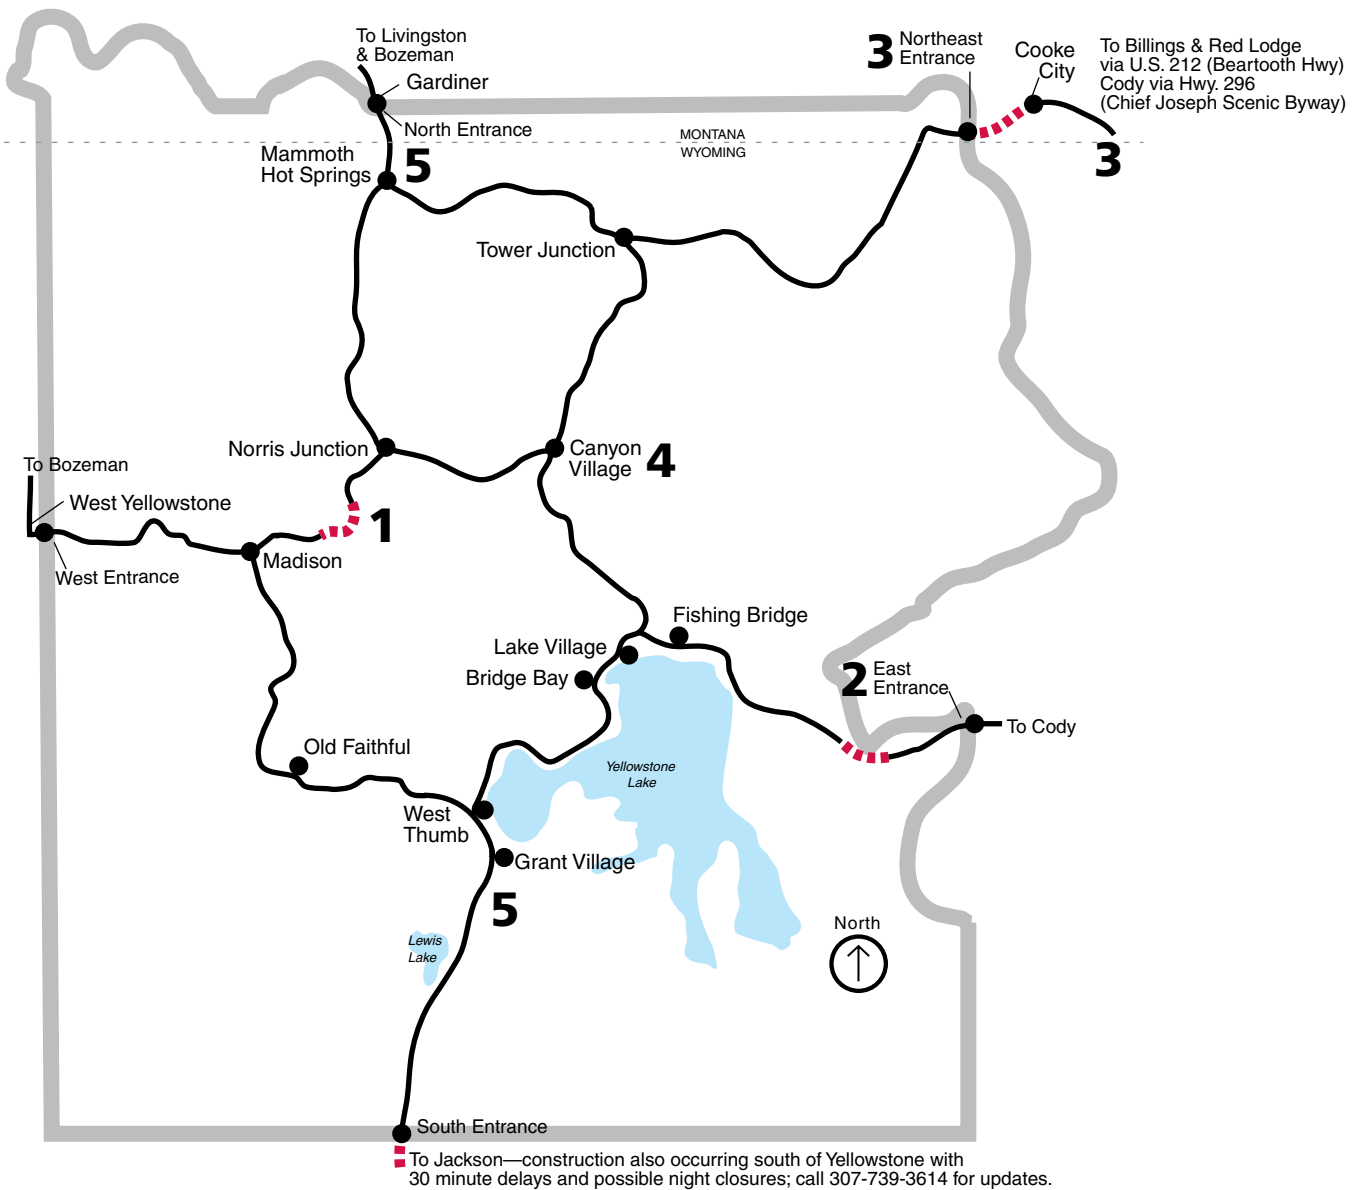 To Livingston
& Bozeman
Gardiner
North Entrance
3
Northeast
Entrance
Cooke
City
To Billings & Red Lodge
via U.S. 212 (Beartooth Hwy)
Cody via Hwy. 296
(Chief Joseph Scenic Byway)
MONTANA
WYOMING
3
Mammoth
Hot Springs
5
Tower Junction
Norris Junction
Canyon
Village
4
To Bozeman
West Yellowstone
1
Madison
West Entrance
Fishing Bridge
Lake Village
Bridge Bay
2
East
Entrance
To Cody
Old Faithful
Yellowstone
Lake
West
Thumb
Grant Village
5
North
Lewis
Lake
South Entrance
To Jackson—construction also occurring south of Yellowstone with
30 minute delays and possible night closures; call 307-739-3614 for updates.